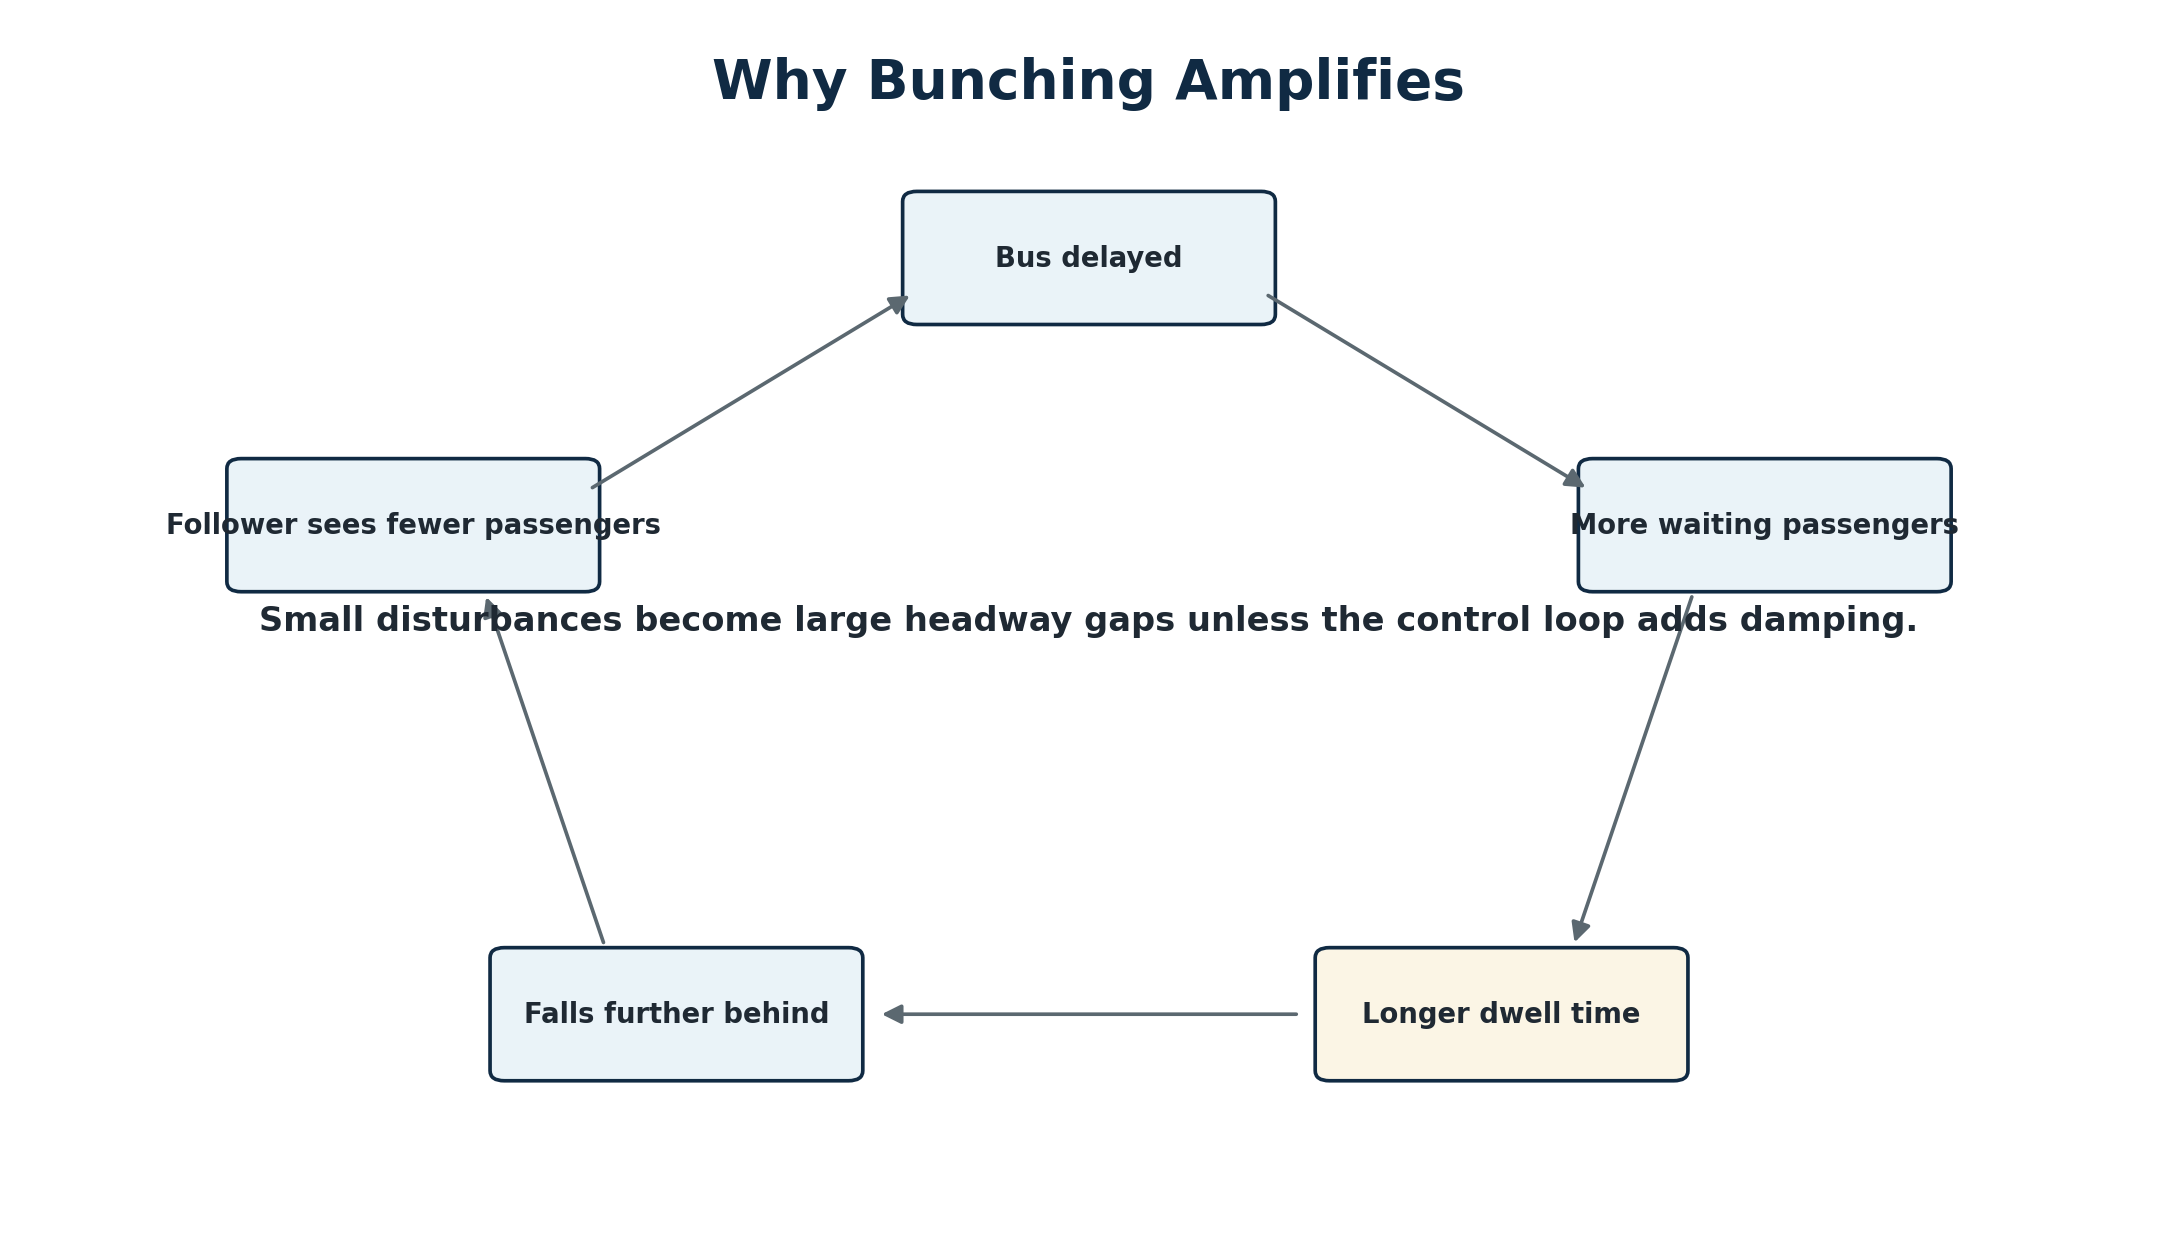 Why Bunching Amplifies
Bus delayed
Follower sees fewer passengers
More waiting passengers
Small disturbances become large headway gaps unless the control loop adds damping.
Falls further behind
Longer dwell time